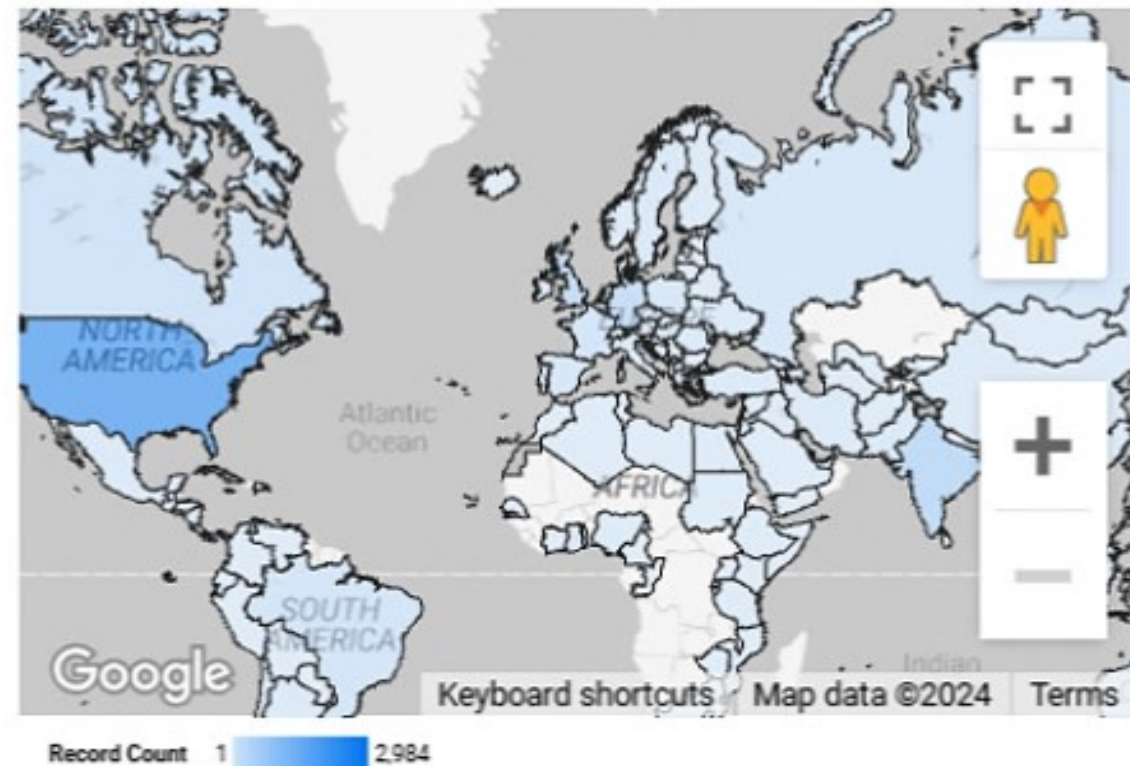 NORTH
AMERICA
Atlantic
Ocean
EUROPE
AFRICA
SOUTH
AMERICA
Indian
Google
Keyboard shortcuts Map data ©2024 Terms
Record Count 1 2,984